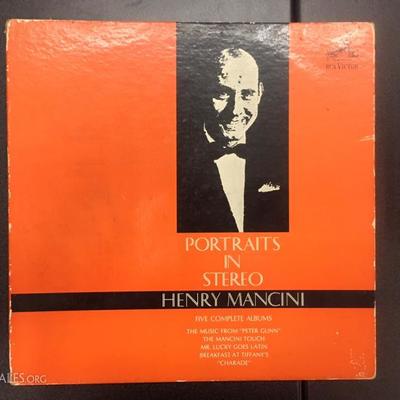 RCA VICTOR
PORTRAITS
IN
STEREO
HENRY MANCINI
FIVE COMPLETE ALBUMS
THE MUSIC FROM "PETER GUNN"
THE MANCINI TOUCH
MR. LUCKY GOES LATIN
BREAKFAST AT TIFFANY'S
"CHARADE"
ALES.ORG